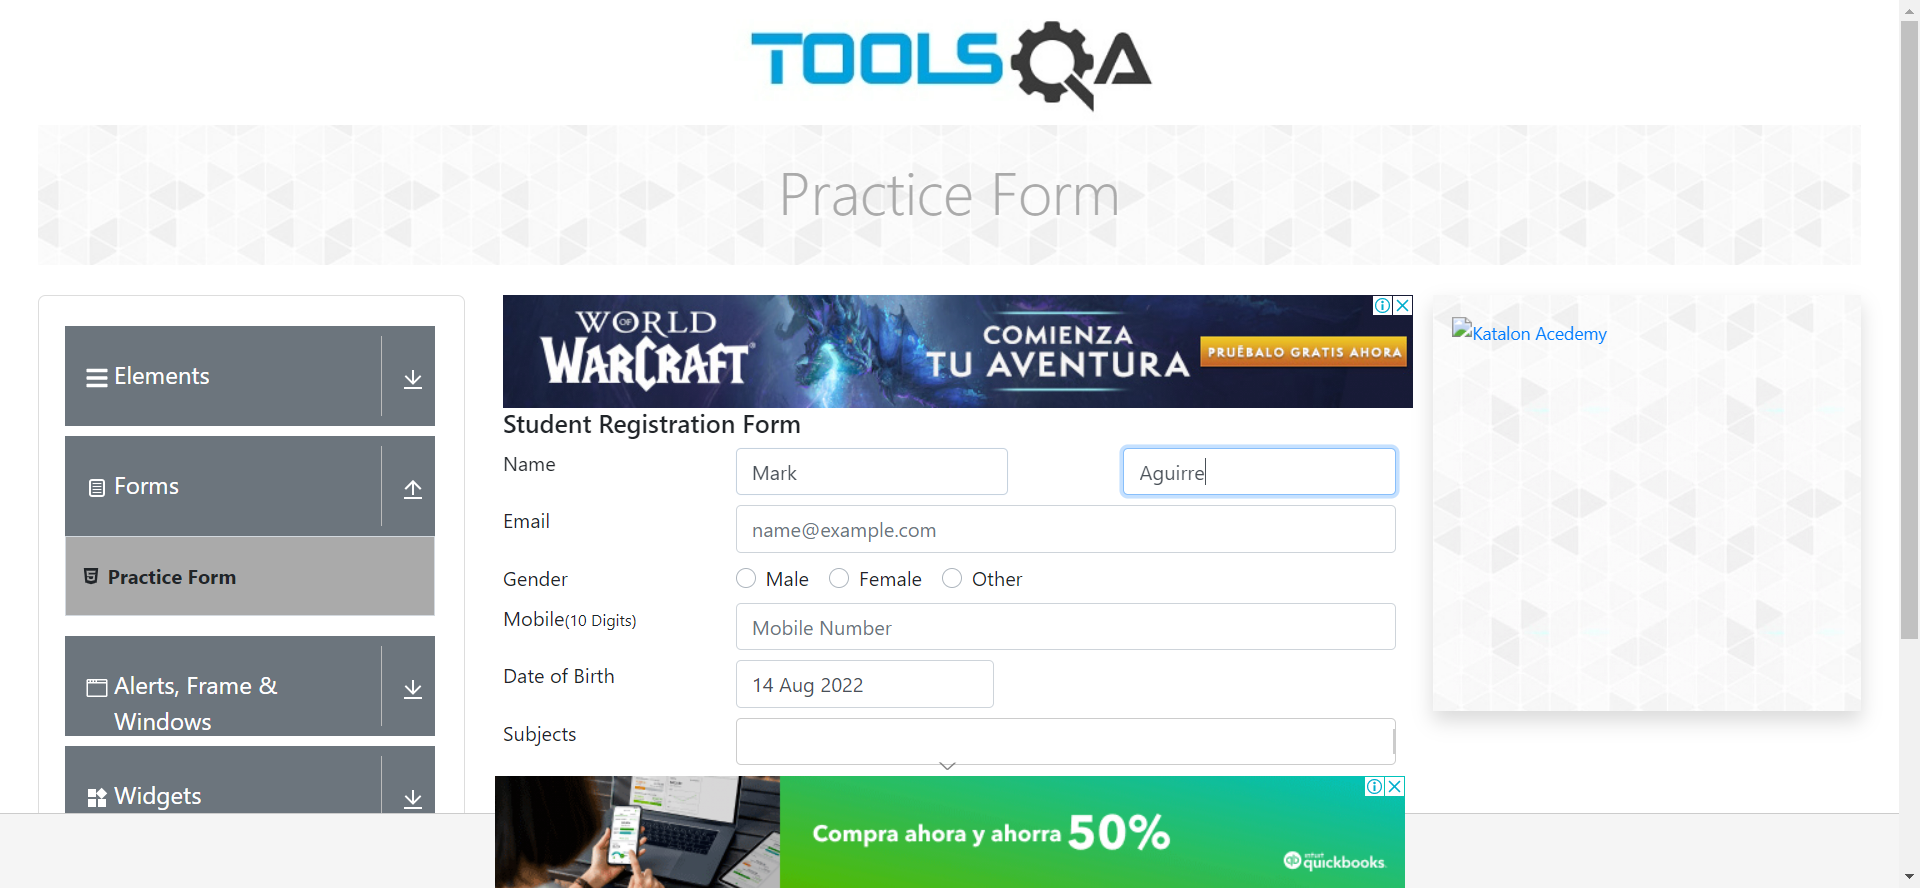 TOOLSQA
Practice Form
Elements
Forms
Practice Form
Alerts, Frame &
Windows
Widgets
WORLD
OF
WARCRAFT
COMIENZA
TU AVENTURA
PRUÉBALO GRATIS AHORA
Student Registration Form
Name
Mark
Aguirre
Email
name@example.com
Gender
Male
Female
Other
Mobile(10 Digits)
Mobile Number
Date of Birth
14 Aug 2022
Subjects
Compra ahora y ahorra 50%
intuit
quickbooks.
Katalon Acedemy